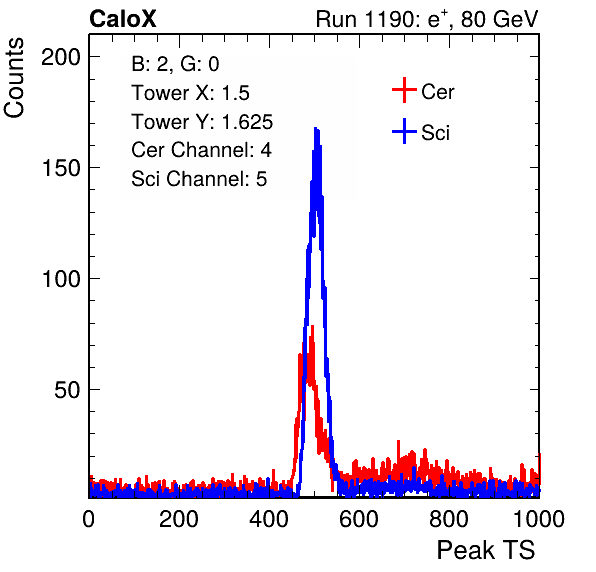 CaloX Run 1190: e⁺, 80 GeV
B: 2, G: 0
Tower X: 1.5
Tower Y: 1.625
Cer Channel: 4
Sci Channel: 5
Cer
Sci
Counts
200
150
100
50
0 200 400 600 800 1000
Peak TS